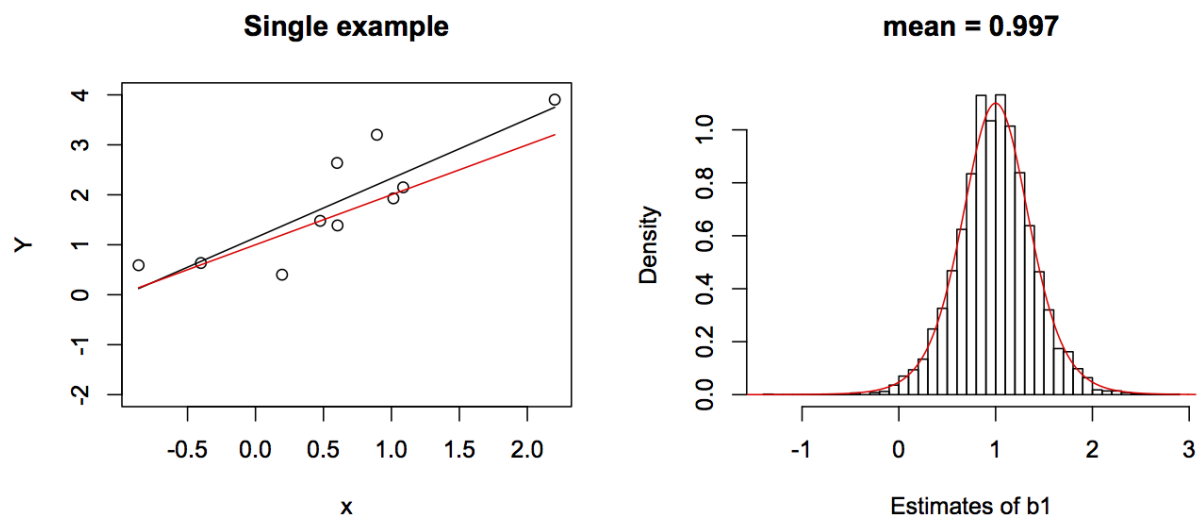 Single example
mean = 0.997
Y
4
3
2
1
0
-1
-2
-0.5 0.0 0.5 1.0 1.5 2.0
x
Density
1.0
0.8
0.6
0.4
0.2
0.0
-1 0 1 2 3
Estimates of b1